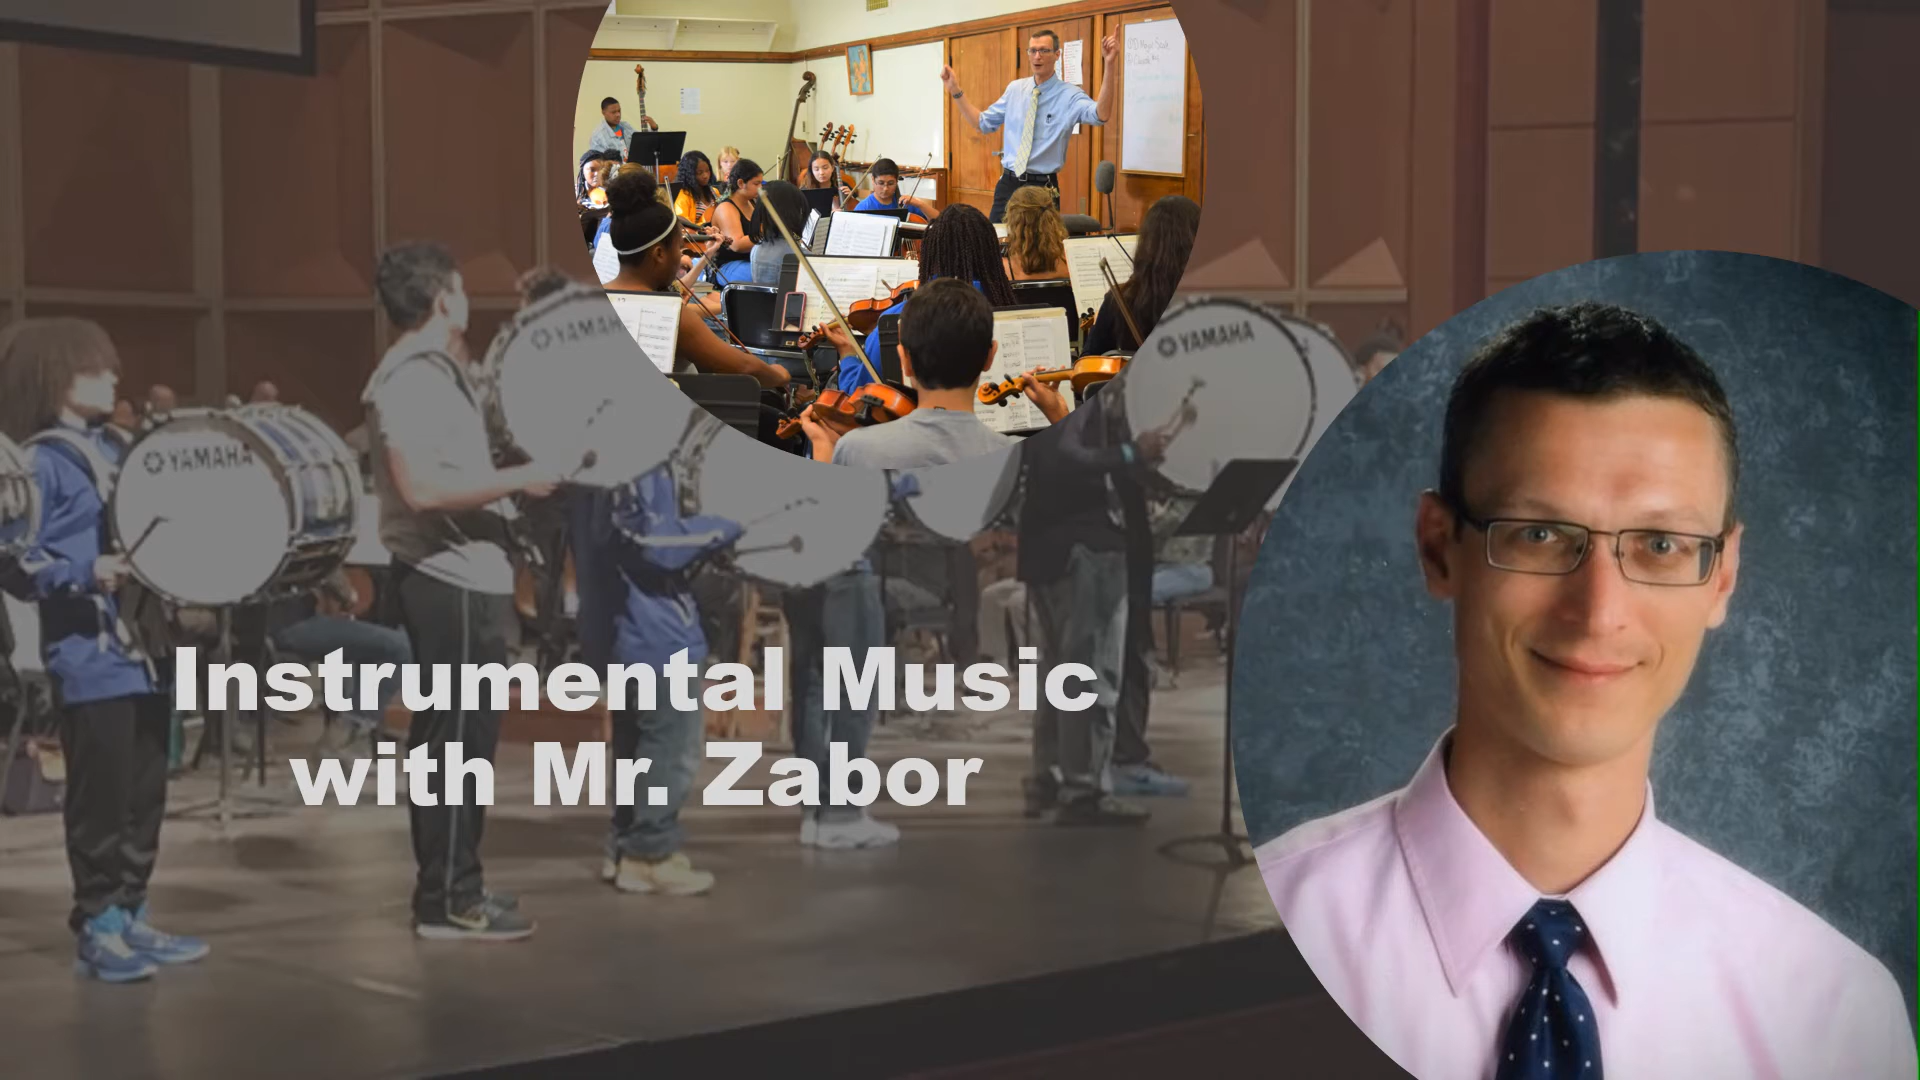 YAMAHA
YAMAHA
YAMAHA
Instrumental Music
with Mr. Zabor